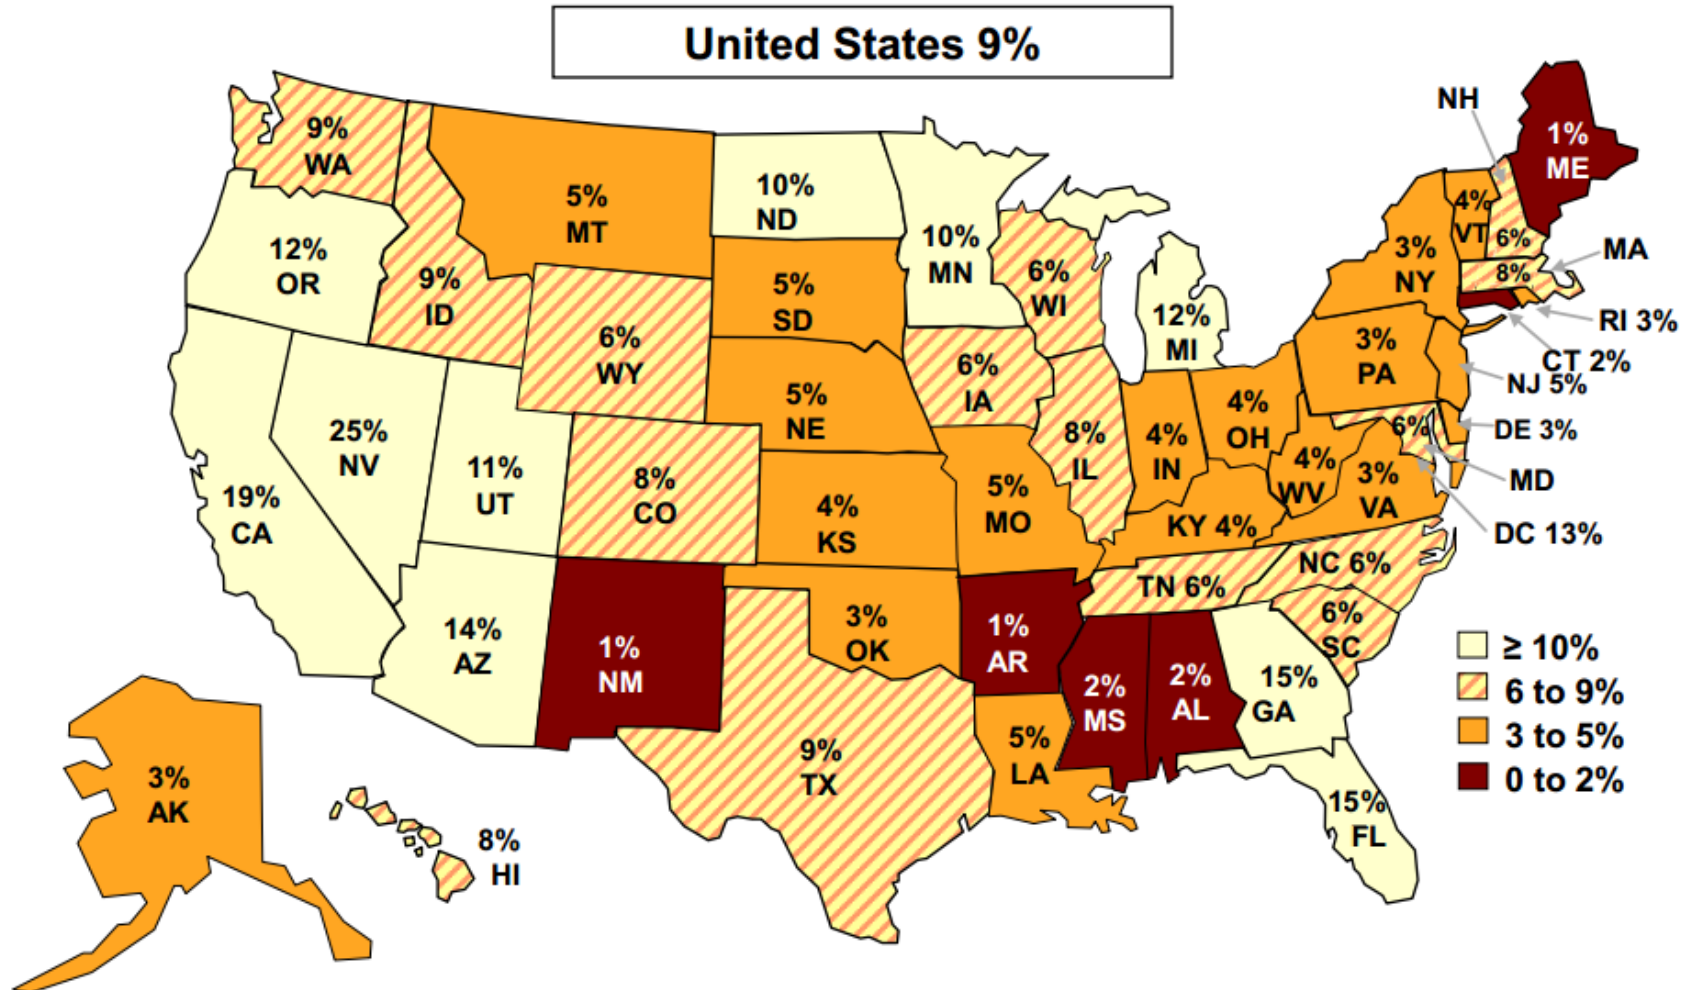 United States 9%
NH
1%
ME
9%
WA
5%
MT
10%
ND
10%
MN
4%
VT
6%
MA
12%
OR
9%
ID
5%
SD
6%
WI
3%
NY
8%
RI 3%
12%
MI
6%
WY
6%
IA
3%
PA
CT 2%
NJ 5%
5%
NE
25%
NV
11%
UT
8%
CO
8%
IL
4%
IN
4%
OH
6%
DE 3%
4%
WV
3%
VA
MD
19%
CA
4%
KS
5%
MO
KY 4%
DC 13%
TN 6%
NC 6%
14%
AZ
1%
NM
3%
OK
1%
AR
6%
SC
2%
MS
2%
AL
15%
GA
9%
TX
5%
LA
15%
FL
3%
AK
8%
HI
≥ 10%
6 to 9%
3 to 5%
0 to 2%